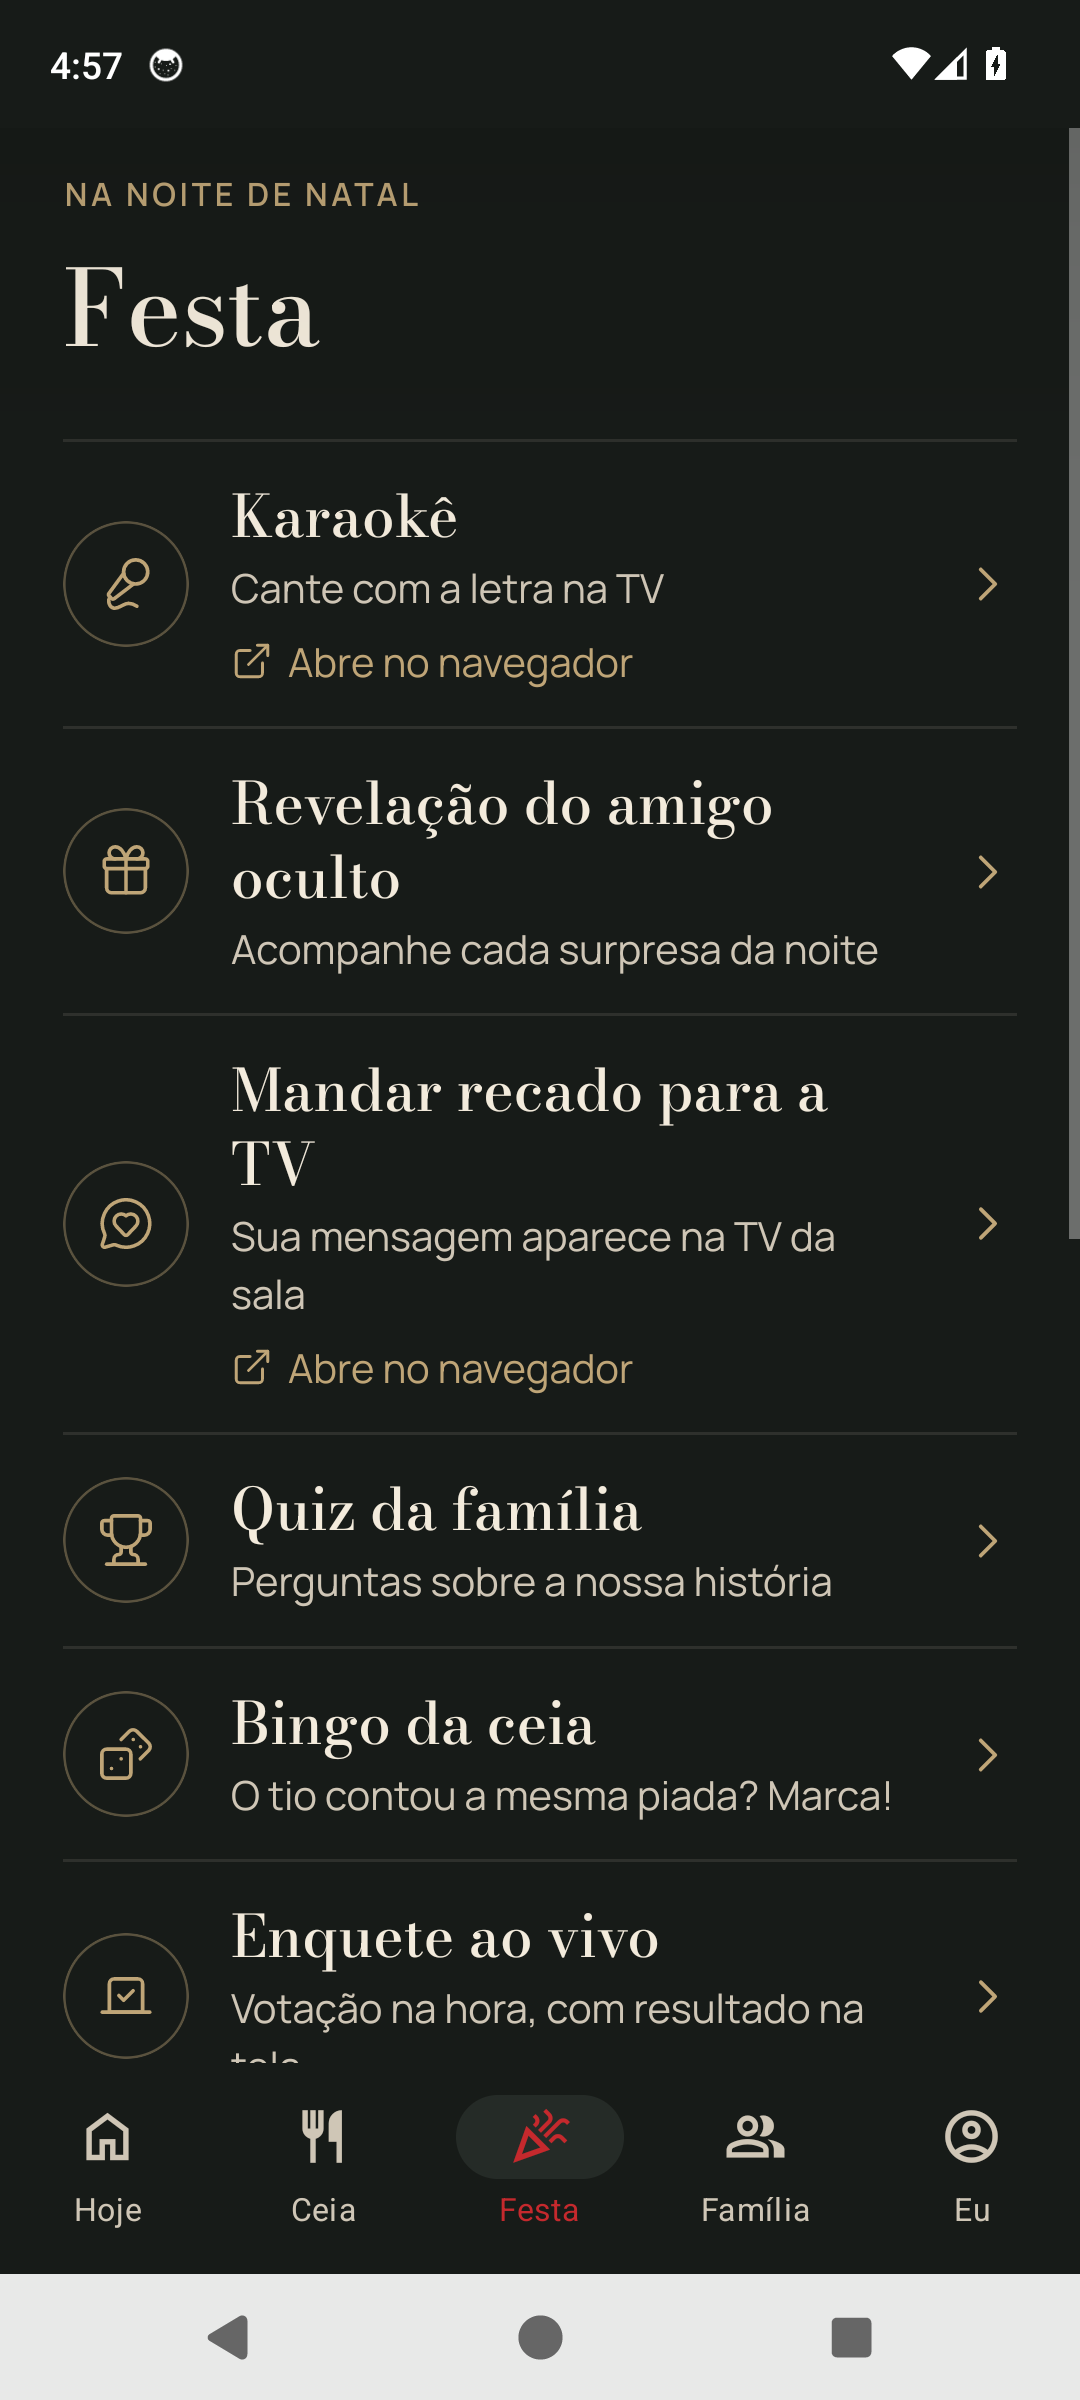 4:57
NA NOITE DE NATAL
Festa
Karaokê
Cante com a letra na TV
Abre no navegador
Revelação do amigo
oculto
Acompanhe cada surpresa da noite
Mandar recado para a
TV
Sua mensagem aparece na TV da
sala
Abre no navegador
Quiz da família
Perguntas sobre a nossa história
Bingo da ceia
O tio contou a mesma piada? Marca!
Enquete ao vivo
Votação na hora, com resultado na
Hoje
Ceia
Festa
Família
Eu